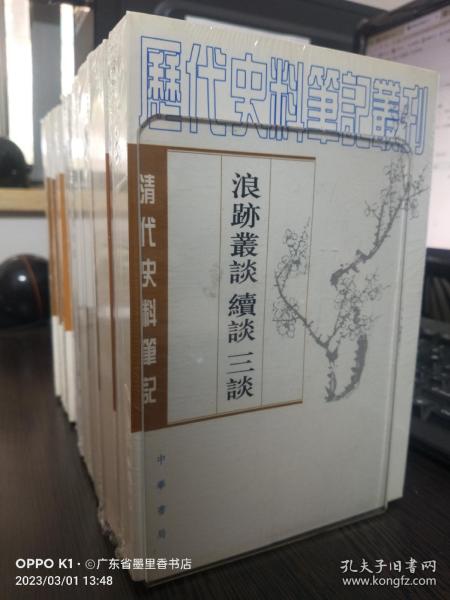 歷代史料筆記叢刊
清代史料筆記
浪跡叢談 續談 三談
中華書局
OPPO K1·©广东省墨里香书店
2023/03/01 13:48
孔夫子旧书网
www.kongfz.com